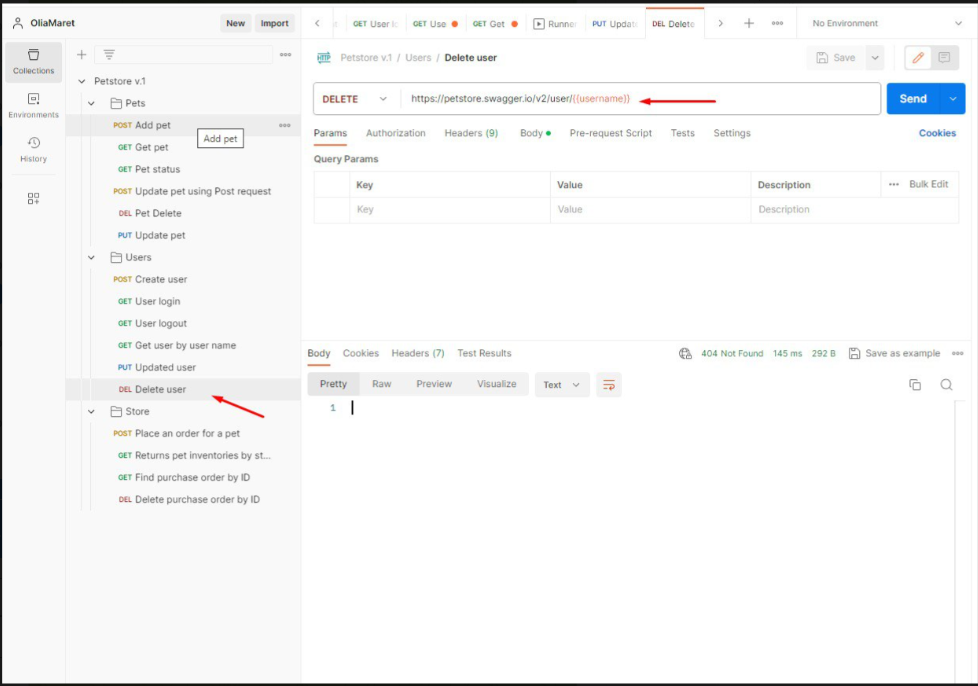 OliaMaret
New Import
GET User l GET Use GET Get Runner PUT Update DEL Delete
No Environment
Collections
Environments
History
Petstore v.1
Pets
POST Add pet
Add pet
GET Get pet
GET Pet status
POST Update pet using Post request
DEL Pet Delete
PUT Update pet
Users
POST Create user
GET User login
GET User logout
GET Get user by user name
PUT Updated user
DEL Delete user
Store
POST Place an order for a pet
GET Returns pet inventories by st...
GET Find purchase order by ID
DEL Delete purchase order by ID
HTTP Petstore v.1 / Users / Delete user
Save
DELETE https://petstore.swagger.io/v2/user/{{username}}
Send
Params Authorization Headers (9) Body Pre-request Script Tests Settings Cookies
Query Params
Key Value Description Bulk Edit
Key Value Description
Body Cookies Headers (7) Test Results 404 Not Found 145 ms 292 B Save as example
Pretty Raw Preview Visualize Text
1